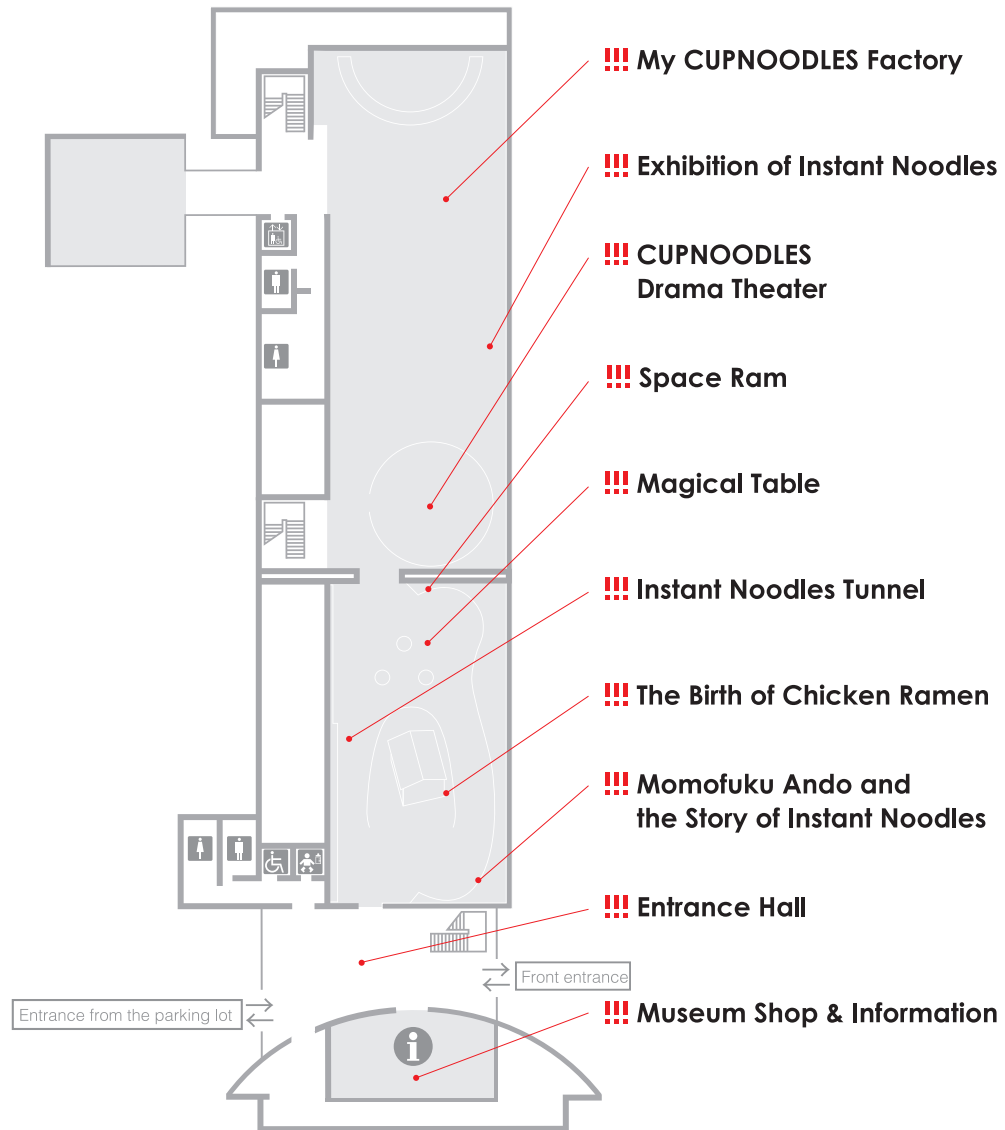 !!! My CUPNOODLES Factory
!!! Exhibition of Instant Noodles
!!! CUPNOODLES
Drama Theater
!!! Space Ram
!!! Magical Table
!!! Instant Noodles Tunnel
!!! The Birth of Chicken Ramen
!!! Momofuku Ando and
the Story of Instant Noodles
!!! Entrance Hall
Front entrance
Entrance from the parking lot
!!! Museum Shop & Information
i